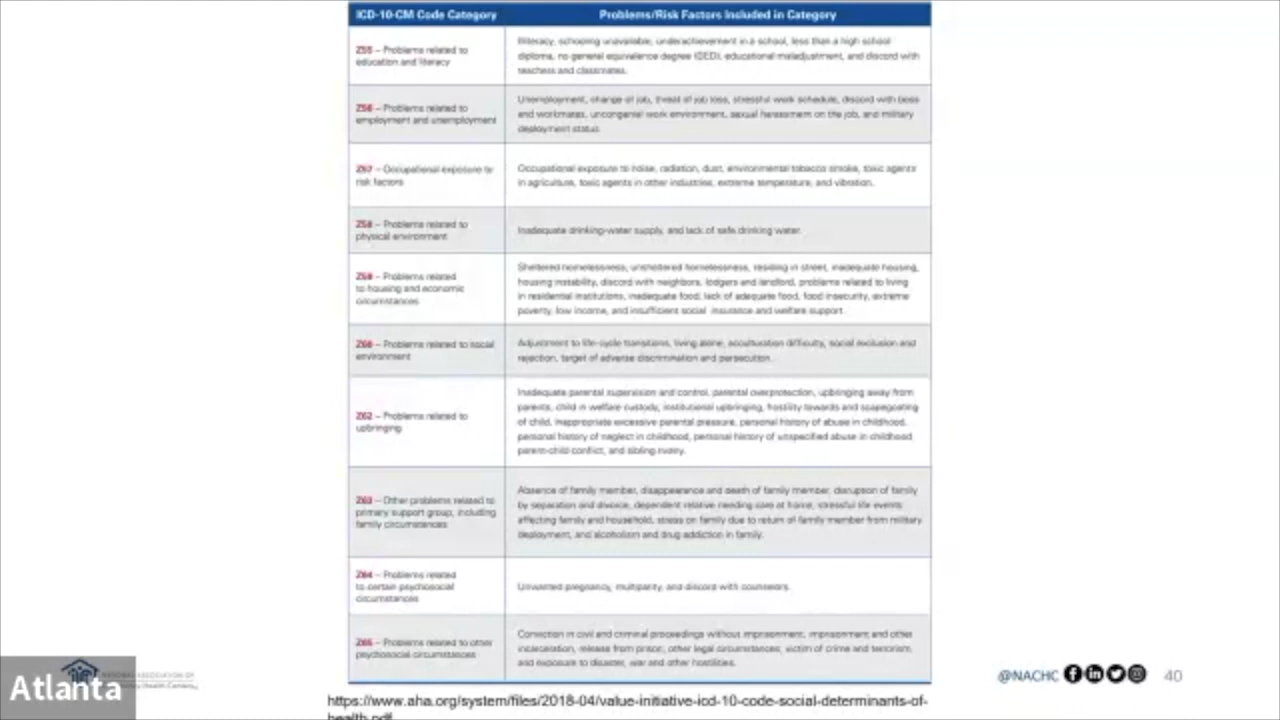 ICD-10-CM Code Category
Problems/Risk Factors Included in Category
Z55 – Problems related to
education and literacy
Illiteracy, schooling unavailable, underachievement in a school, less than a high school
diploma, no general equivalence degree (GED), educational maladjustment, and discord with
teachers and classmates.
Z56 – Problems related to
employment and unemployment
Unemployment, change of job, threat of job loss, stressful work schedule, discord with boss
and workmates, uncongenial work environment, sexual harassment on the job, and military
deployment status.
Z57 – Occupational exposure to
risk factors
Occupational exposure to noise, radiation, dust, environmental tobacco smoke, toxic agents
in agriculture, toxic agents in other industries, extreme temperature, and vibration.
Z58 – Problems related to
physical environment
Inadequate drinking-water supply, and lack of safe drinking water.
Z59 – Problems related
to housing and economic
circumstances
Sheltered homelessness, unsheltered homelessness, residing in street, inadequate housing,
housing instability, discord with neighbors, lodgers and landlord, problems related to living
in residential institutions, inadequate food, lack of adequate food, food insecurity, extreme
poverty, low income, and insufficient social insurance and welfare support.
Z60 – Problems related to social
environment
Adjustment to life-cycle transitions, living alone, acculturation difficulty, social exclusion and
rejection, target of adverse discrimination and persecution.
Z62 – Problems related to
upbringing
Inadequate parental supervision and control, parental overprotection, upbringing away from
parents, child in welfare custody, institutional upbringing, hostility towards and scapegoating
of child, inappropriate excessive parental pressure, personal history of abuse in childhood,
personal history of neglect in childhood, personal history of unspecified abuse in childhood
parent-child conflict, and sibling rivalry.
Z63 – Other problems related to
primary support group, including
family circumstances
Absence of family member, disappearance and death of family member, disruption of family
by separation and divorce, dependent relative needing care at home, stressful life events
affecting family and household, stress on family due to return of family member from military
deployment, and alcoholism and drug addiction in family.
Z64 – Problems related
to certain psychosocial
circumstances
Unwanted pregnancy, multiparity, and discord with counselors.
Z65 – Problems related to other
psychosocial circumstances
Conviction in civil and criminal proceedings without imprisonment, imprisonment and other
incarceration, release from prison, other legal circumstances, victim of crime and terrorism,
and exposure to disaster, war and other hostilities.
ASSOCIATION OF
Health Centers
Atlanta
@NACHC
40
https://www.aha.org/system/files/2018-04/value-initiative-icd-10-code-social-determinants-of-
health.pdf